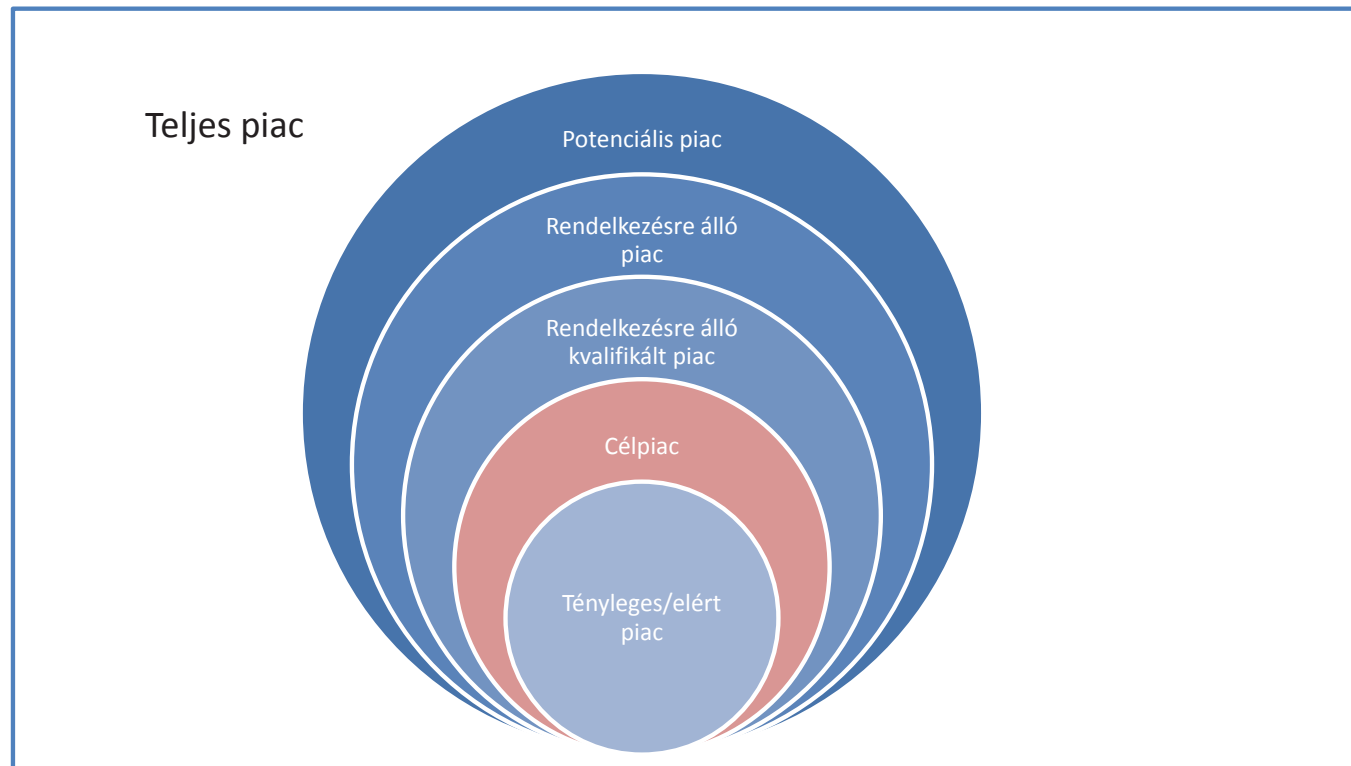 Teljes piac
Potenciális piac
Rendelkezésre álló
piac
Rendelkezésre álló
kvalifikált piac
Célpiac
Tényleges/elért
piac